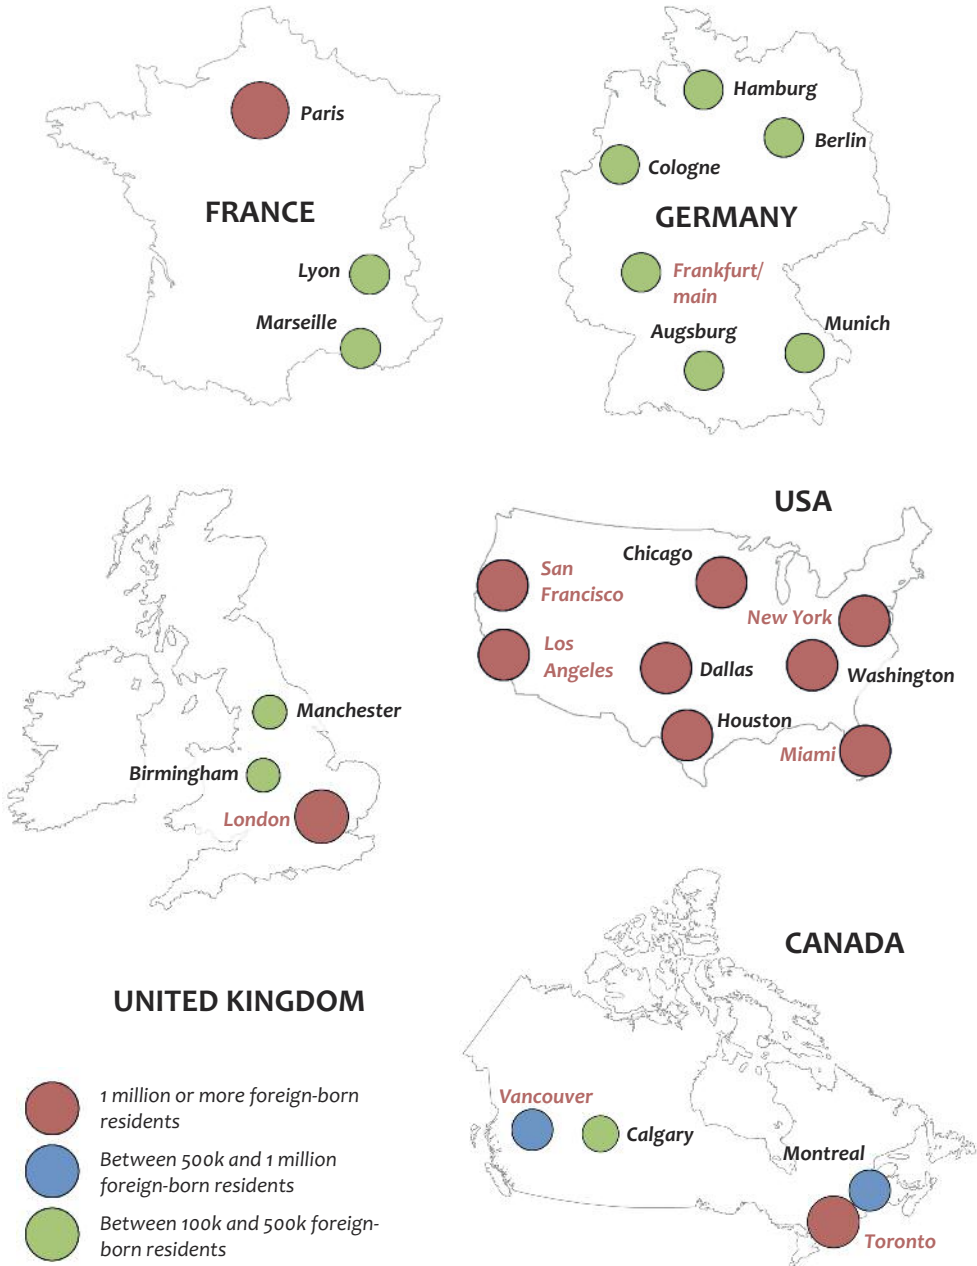 Paris
FRANCE
Lyon
Marseille
Hamburg
Berlin
Cologne
GERMANY
Frankfurt/
main
Augsburg
Munich
USA
Chicago
San
Francisco
New York
Los
Angeles
Dallas
Washington
Houston
Miami
Manchester
Birmingham
London
UNITED KINGDOM
CANADA
Vancouver
Calgary
Montreal
Toronto
1 million or more foreign-born
residents
Between 500k and 1 million
foreign-born residents
Between 100k and 500k foreign-
born residents